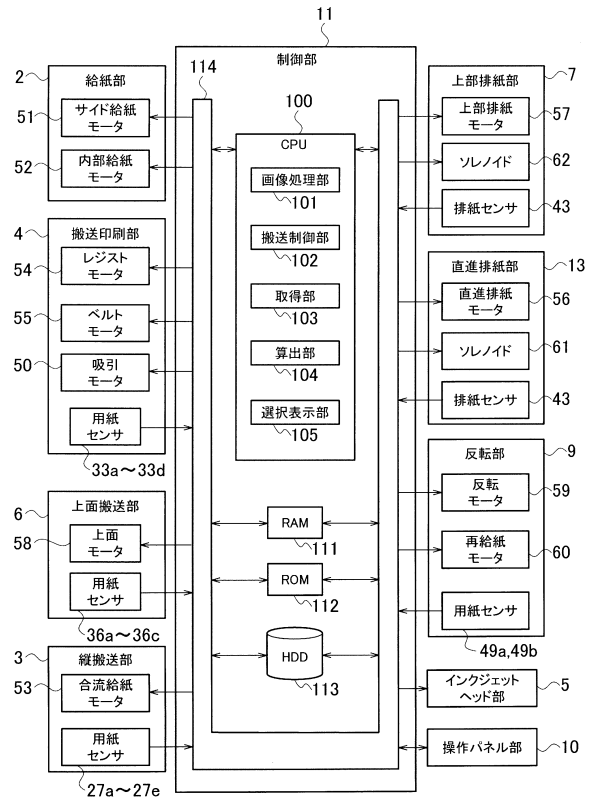 11
制御部
114
100
CPU
画像処理部
101
搬送制御部
102
取得部
103
算出部
104
選択表示部
105
RAM
111
ROM
112
HDD
113
2
給紙部
51
サイド給紙
モータ
52
内部給紙
モータ
4
搬送印刷部
54
レジスト
モータ
55
ベルト
モータ
50
吸引
モータ
用紙
センサ
33a～33d
6
上面搬送部
58
上面
モータ
用紙
センサ
36a～36c
3
縦搬送部
53
合流給紙
モータ
用紙
センサ
27a～27e
上部排紙部
7
上部排紙
モータ
57
ソレノイド
62
排紙センサ
43
直進排紙部
13
直進排紙
モータ
56
ソレノイド
61
排紙センサ
43
反転部
9
反転
モータ
59
再給紙
モータ
60
用紙センサ
49a,49b
インクジェット
ヘッド部
5
操作パネル部
10